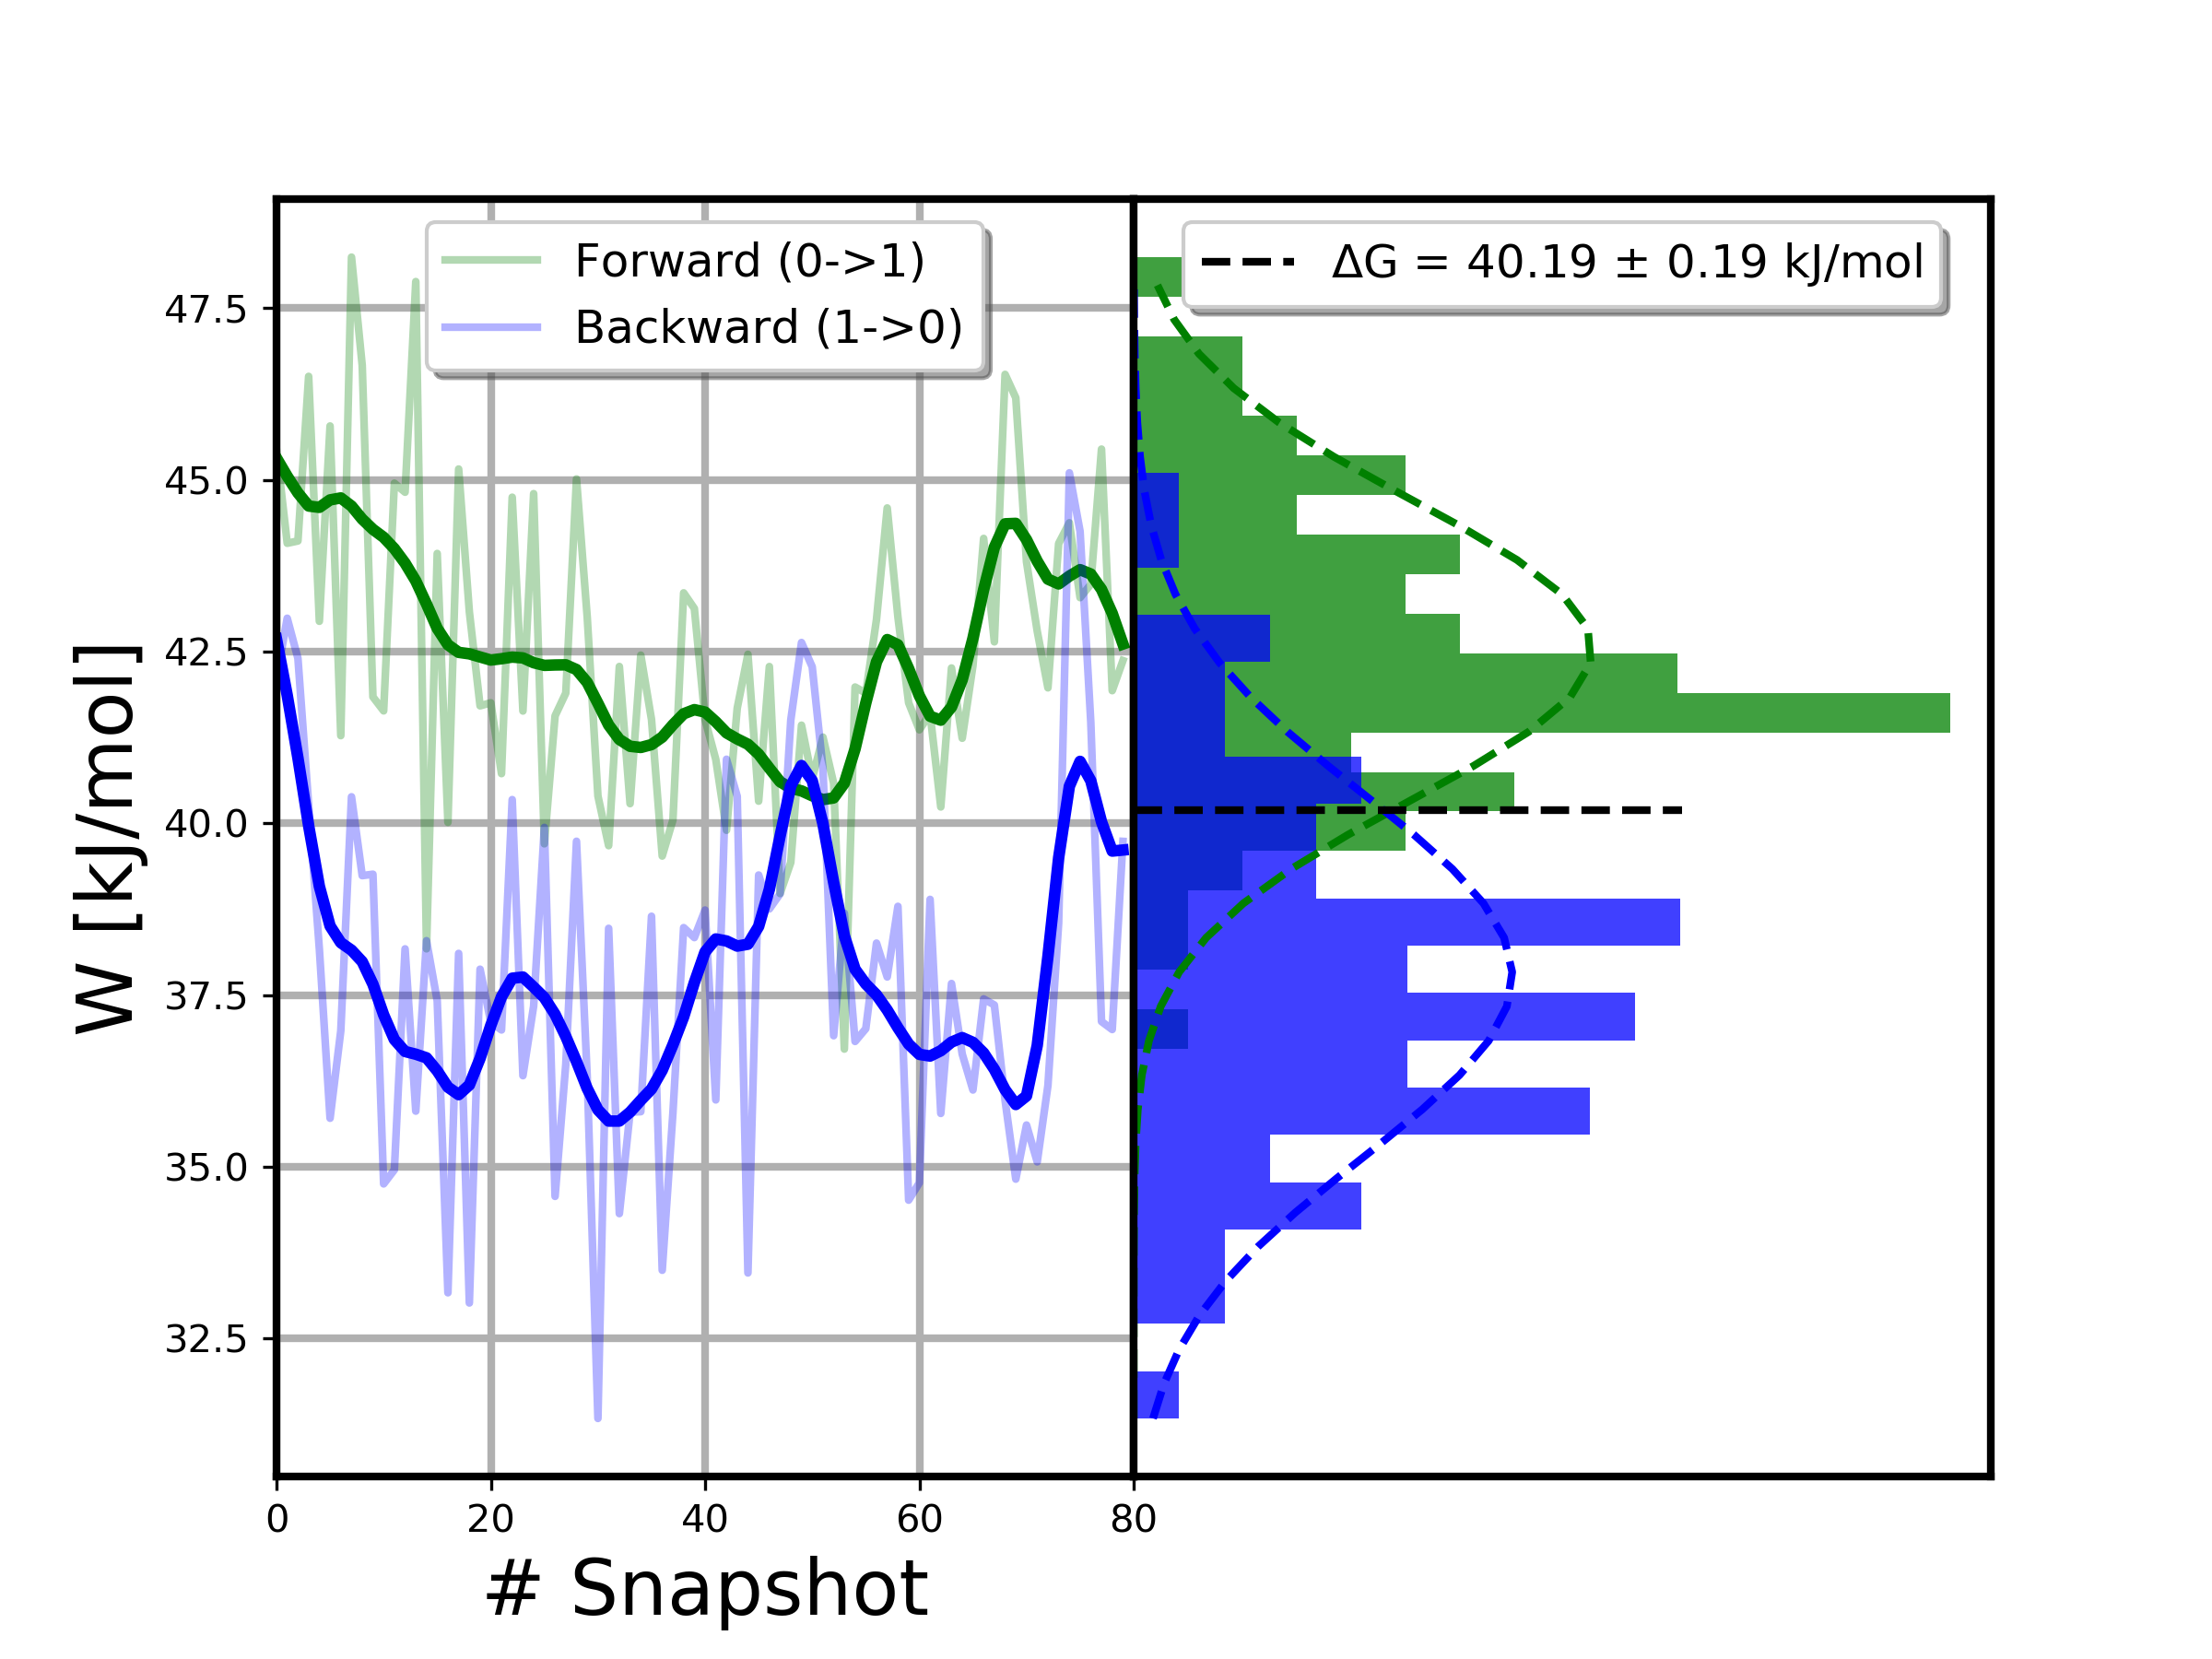 Forward (0->1)
Backward (1->0)
ΔG = 40.19 ± 0.19 kJ/mol
W [kJ/mol]
47.5
45.0
42.5
40.0
37.5
35.0
32.5
0 20 40 60 80
# Snapshot